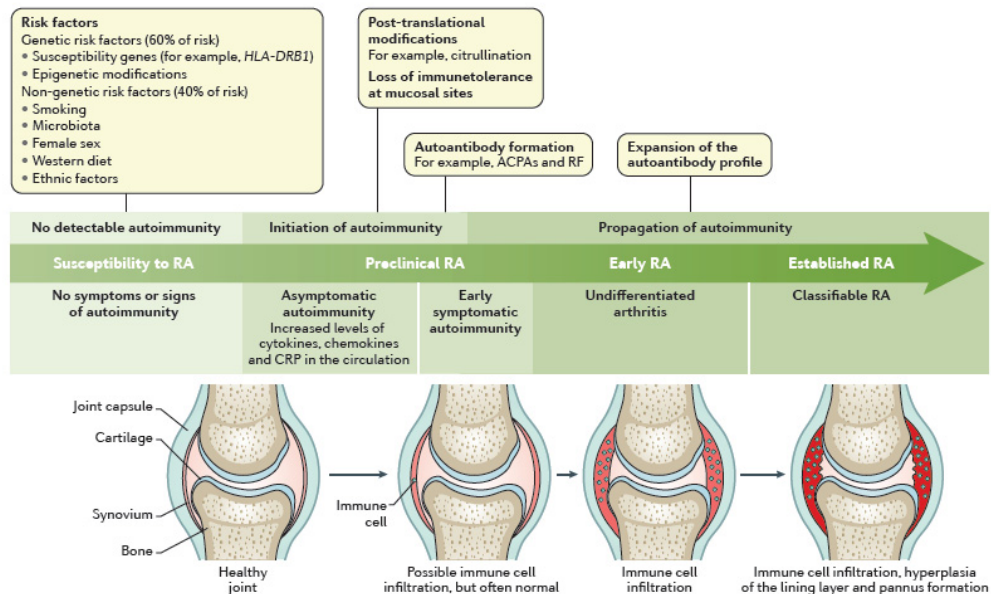 Risk factors
Genetic risk factors (60% of risk)
• Susceptibility genes (for example, HLA-DRB1)
• Epigenetic modifications
Non-genetic risk factors (40% of risk)
• Smoking
• Microbiota
• Female sex
• Western diet
• Ethnic factors
Post-translational
modifications
For example, citrullination
Loss of immunetolerance
at mucosal sites
Autoantibody formation
For example, ACPAs and RF
Expansion of the
autoantibody profile
No detectable autoimmunity
Initiation of autoimmunity
Propagation of autoimmunity
Susceptibility to RA
Preclinical RA
Early RA
Established RA
No symptoms or signs
of autoimmunity
Asymptomatic
autoimmunity
Increased levels of
cytokines, chemokines
and CRP in the circulation
Early
symptomatic
autoimmunity
Undifferentiated
arthritis
Classifiable RA
Joint capsule
Cartilage
Synovium
Bone
Immune
cell
Healthy
joint
Possible immune cell
infiltration, but often normal
Immune cell
infiltration
Immune cell infiltration, hyperplasia
of the lining layer and pannus formation